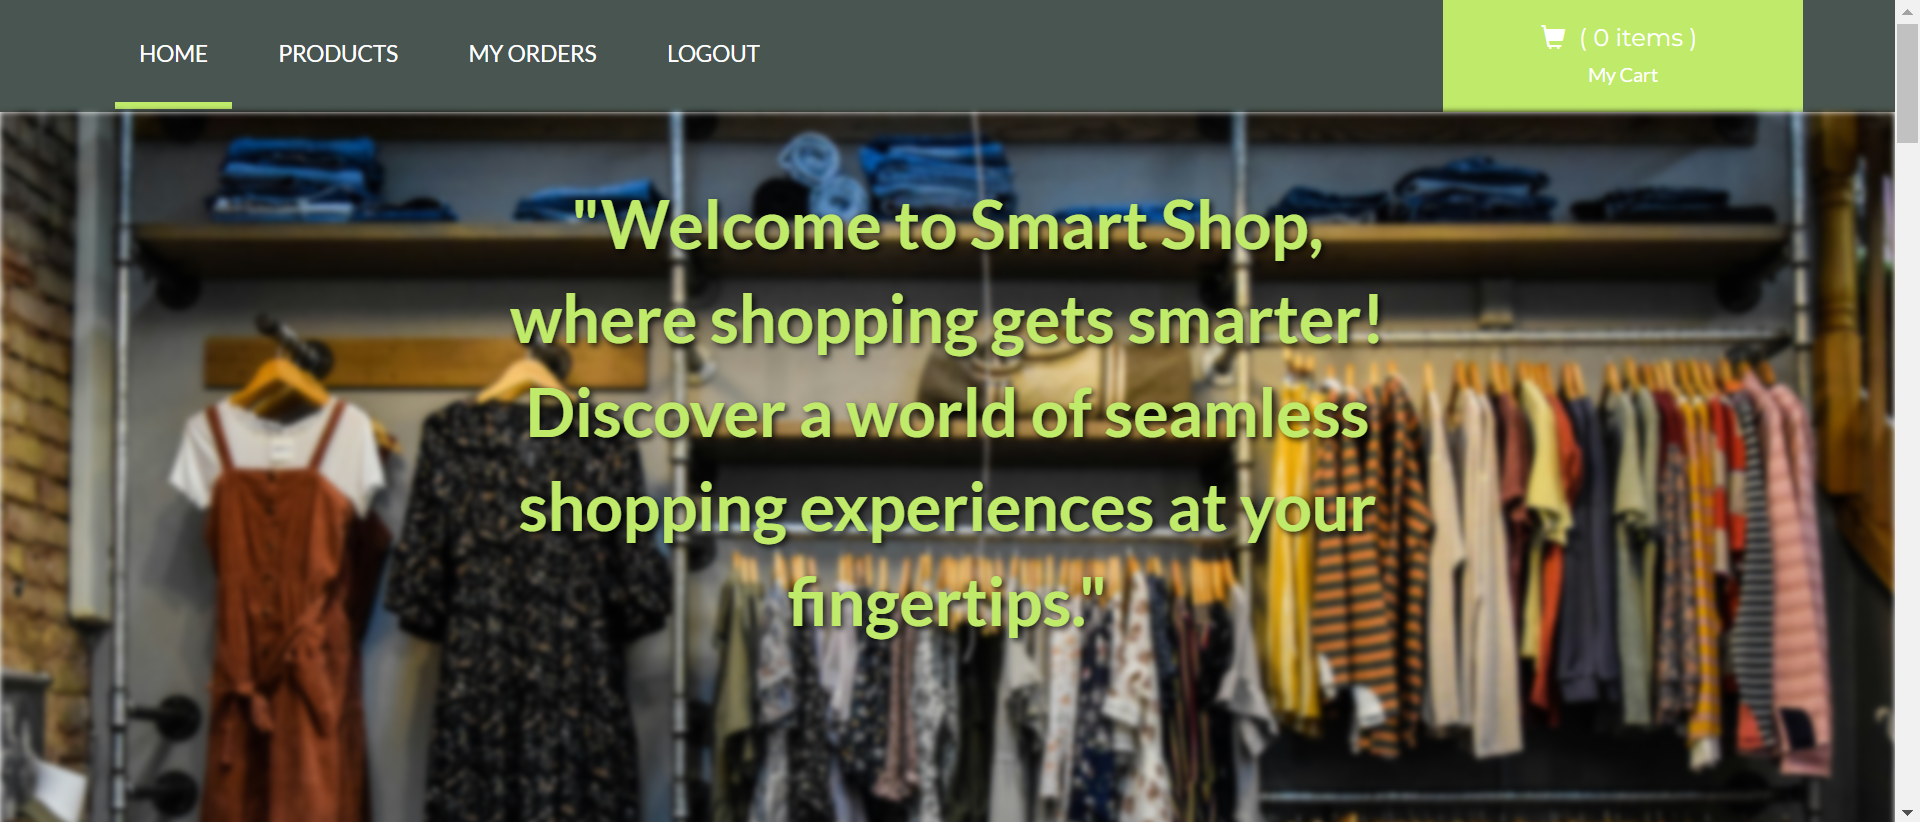 HOME PRODUCTS MY ORDERS LOGOUT
( 0 items )
My Cart
"Welcome to Smart Shop,
where shopping gets smarter!
Discover a world of seamless
shopping experiences at your
fingertips."